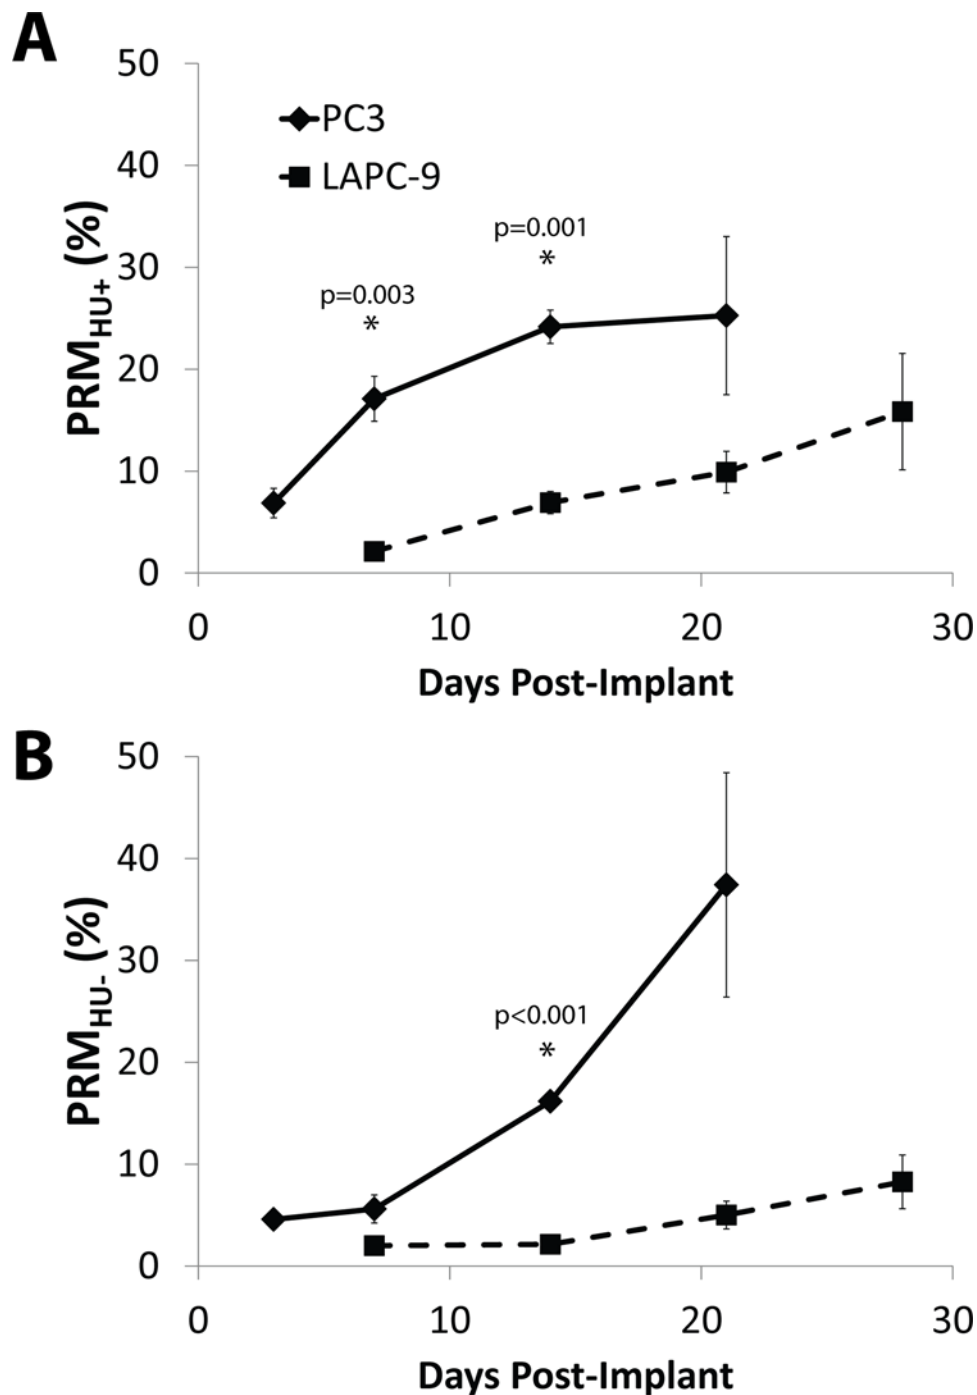 A
50
PC3
40
LAPC-9
p=0.001
*
30
p=0.003
*
20
10
0
PRMHU+ (%)
0 10 20 30
Days Post-Implant
B
50
40
30
p<0.001
*
20
10
0
PRMHU- (%)
0 10 20 30
Days Post-Implant